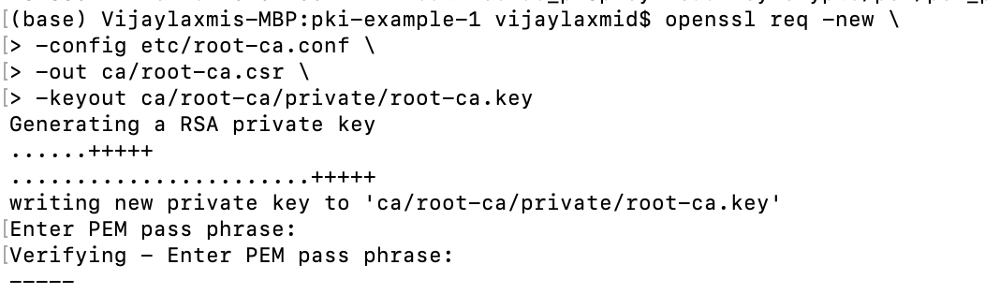 [(base) Vijaylaxmis-MBP:pki-example-1 vijaylaxmid$ openssl req -new \
[> -config etc/root-ca.conf \
[> -out ca/root-ca.csr \
[> -keyout ca/root-ca/private/root-ca.key
Generating a RSA private key
......+++++
.......................+++++
writing new private key to 'ca/root-ca/private/root-ca.key'
[Enter PEM pass phrase:
[Verifying - Enter PEM pass phrase:
-----